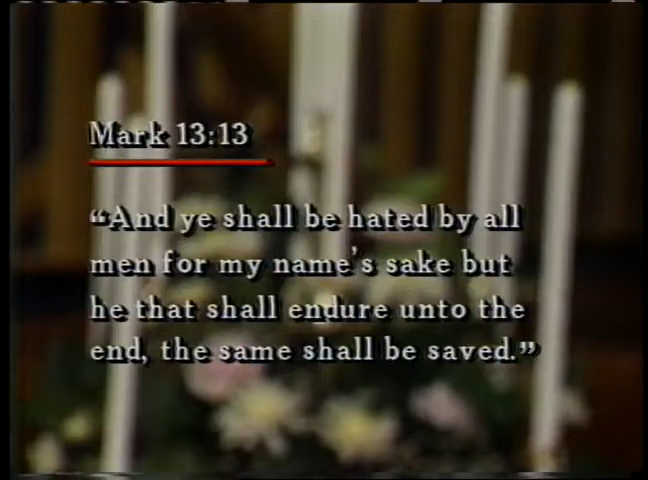 Mark 13:13
“And ye shall be hated by all
men for my name's sake but
he that shall endure unto the
end, the same shall be saved.”